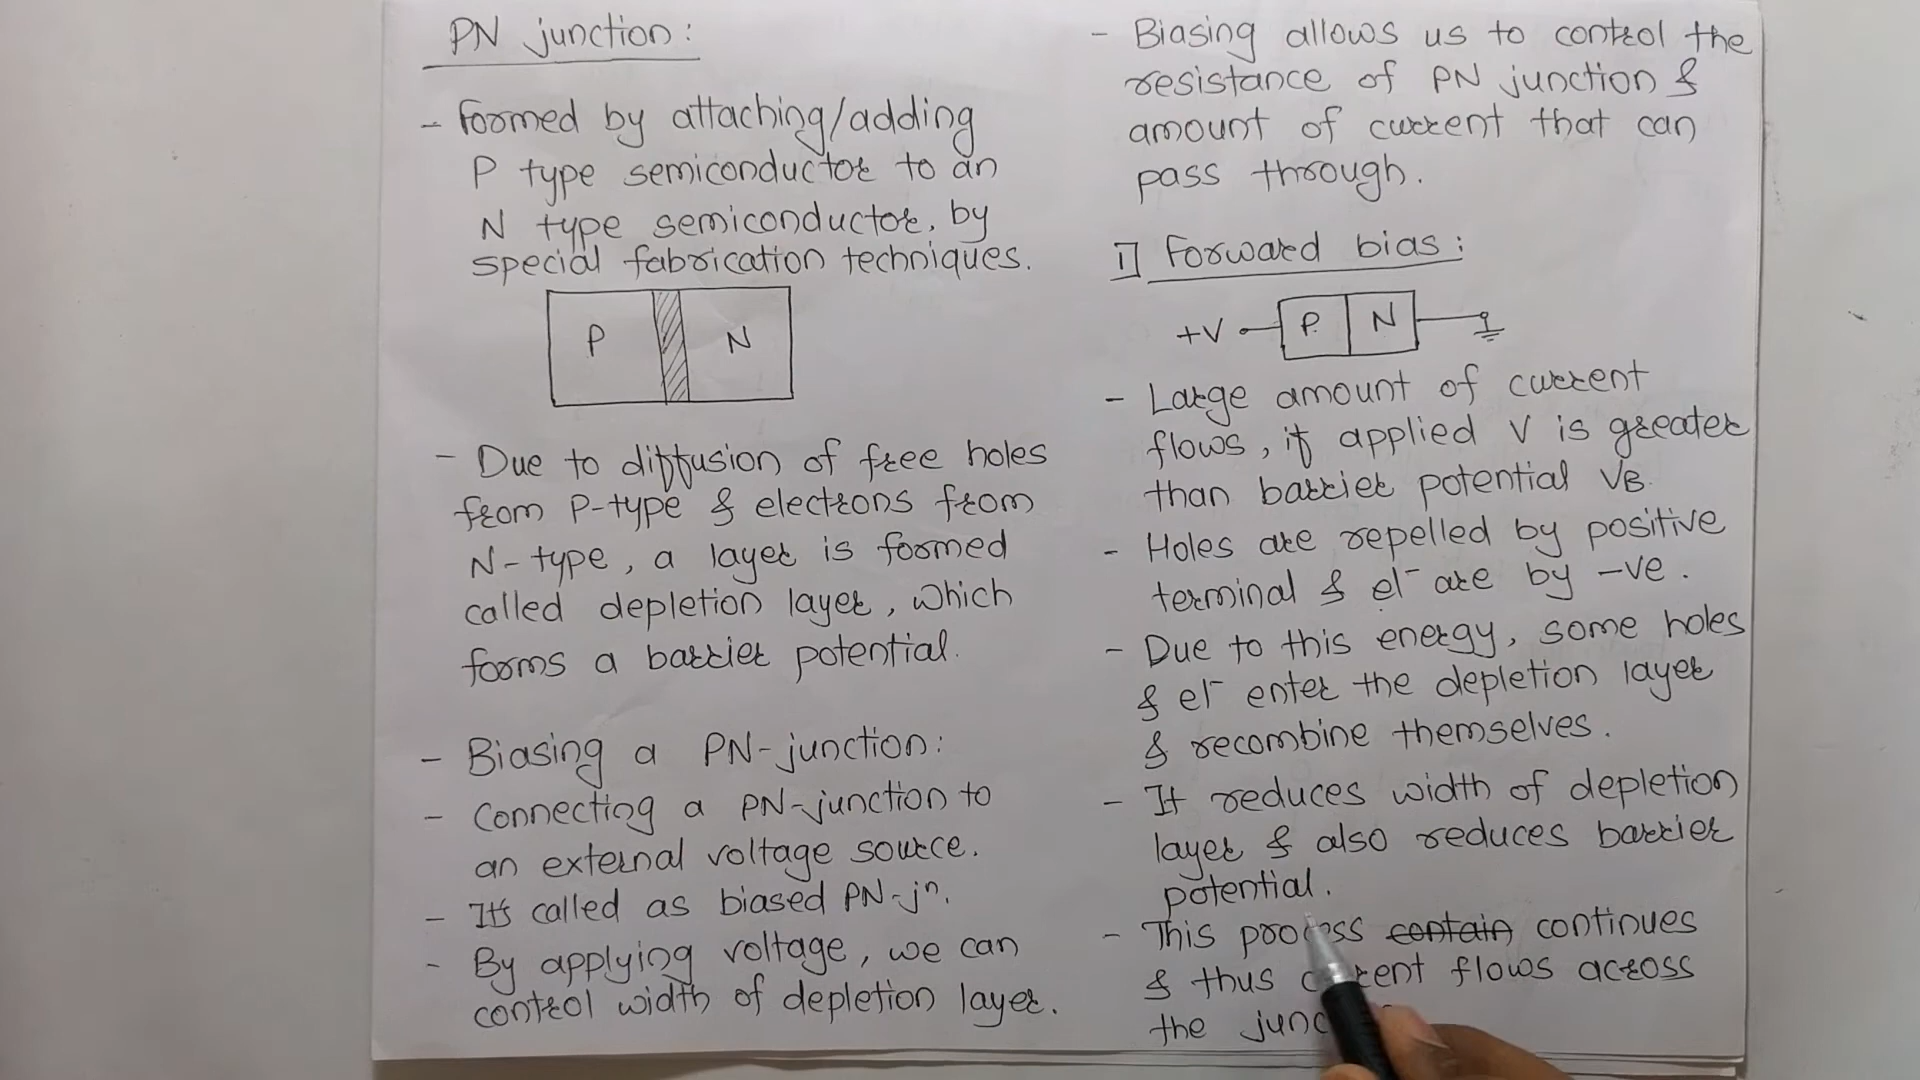 PN junction:
- formed by attaching/adding
P type semiconductor to an
N type semiconductor, by
special fabrication techniques.
P N
- Due to diffusion of free holes
from P-type & electrons from
N-type, a layer is formed
called depletion layer, which
forms a barrier potential.
- Biasing a PN-junction:
- Connecting a PN-junction to
an external voltage source.
- It's called as biased PN-jⁿ.
- By applying voltage, we can
control width of depletion layer.
- Biasing allows us to control the
resistance of PN junction &
amount of current that can
pass through.
1] Forward bias:
+V P N
- Large amount of current
flows, if applied V is greater
than barrier potential VB.
- Holes are repelled by positive
terminal & el⁻ are by -ve.
- Due to this energy, some holes
& el⁻ enter the depletion layer
& recombine themselves.
- It reduces width of depletion
layer & also reduces barrier
potential.
- This process contain continues
& thus current flows across
the